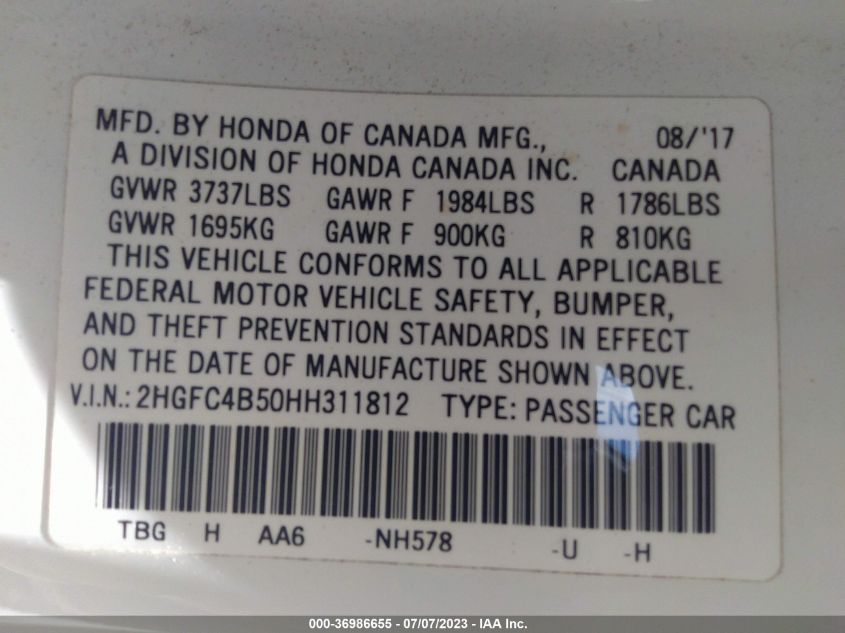 MFD. BY HONDA OF CANADA MFG., 08/'17
A DIVISION OF HONDA CANADA INC. CANADA
GVWR 3737LBS GAWR F 1984LBS R 1786LBS
GVWR 1695KG GAWR F 900KG R 810KG
THIS VEHICLE CONFORMS TO ALL APPLICABLE
FEDERAL MOTOR VEHICLE SAFETY, BUMPER,
AND THEFT PREVENTION STANDARDS IN EFFECT
ON THE DATE OF MANUFACTURE SHOWN ABOVE.
V.I.N.: 2HGFC4B50HH311812 TYPE: PASSENGER CAR
TBG H AA6 -NH578 -U -H
000-36986655 - 07/07/2023 - IAA Inc.